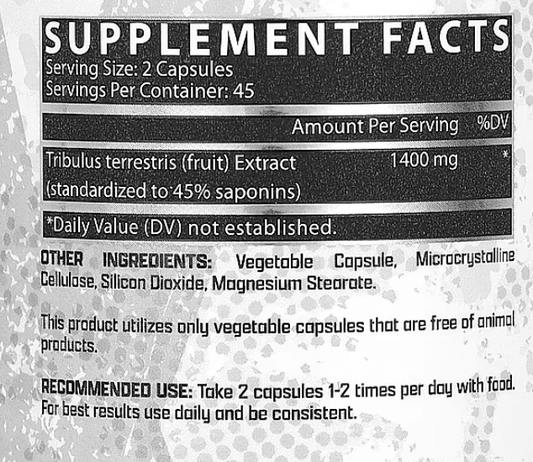 SUPPLEMENT FACTS
Serving Size: 2 Capsules
Servings Per Container: 45
Amount Per Serving %DV
Tribulus terrestris (fruit) Extract 1400 mg *
(standardized to 45% saponins)
*Daily Value (DV) not established.
OTHER INGREDIENTS: Vegetable Capsule, Microcrystalline
Cellulose, Silicon Dioxide, Magnesium Stearate.
This product utilizes only vegetable capsules that are free of animal
products.
RECOMMENDED USE: Take 2 capsules 1-2 times per day with food.
For best results use daily and be consistent.